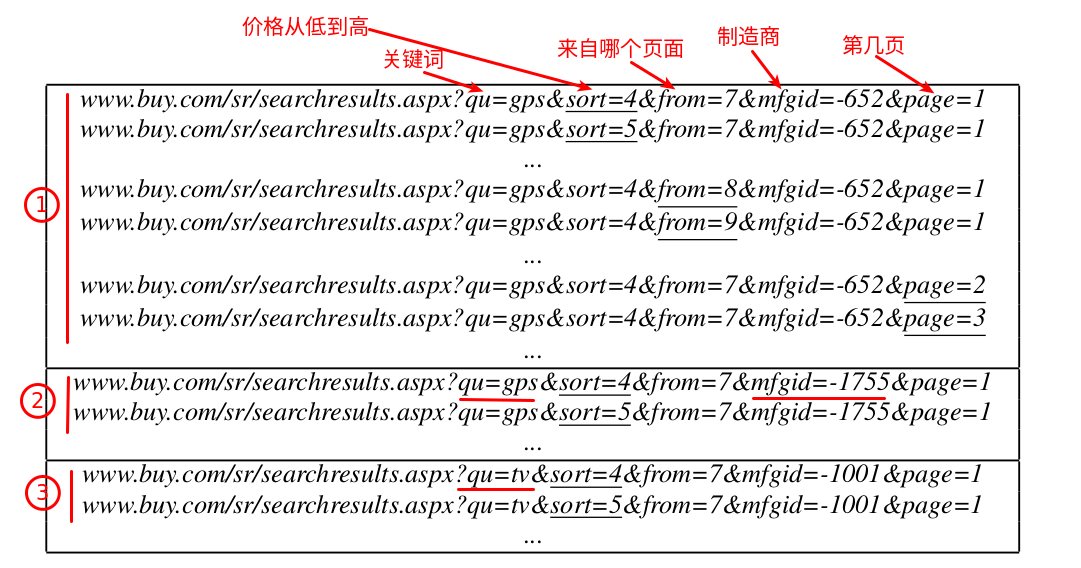 价格从低到高
关键词
来自哪个页面
制造商
第几页
www.buy.com/sr/searchresults.aspx?qu=gps&sort=4&from=7&mfgid=-652&page=1
www.buy.com/sr/searchresults.aspx?qu=gps&sort=5&from=7&mfgid=-652&page=1
...
① www.buy.com/sr/searchresults.aspx?qu=gps&sort=4&from=8&mfgid=-652&page=1
www.buy.com/sr/searchresults.aspx?qu=gps&sort=4&from=9&mfgid=-652&page=1
...
www.buy.com/sr/searchresults.aspx?qu=gps&sort=4&from=7&mfgid=-652&page=2
www.buy.com/sr/searchresults.aspx?qu=gps&sort=4&from=7&mfgid=-652&page=3
...
② www.buy.com/sr/searchresults.aspx?qu=gps&sort=4&from=7&mfgid=-1755&page=1
www.buy.com/sr/searchresults.aspx?qu=gps&sort=5&from=7&mfgid=-1755&page=1
...
③ www.buy.com/sr/searchresults.aspx?qu=tv&sort=4&from=7&mfgid=-1001&page=1
www.buy.com/sr/searchresults.aspx?qu=tv&sort=5&from=7&mfgid=-1001&page=1
...